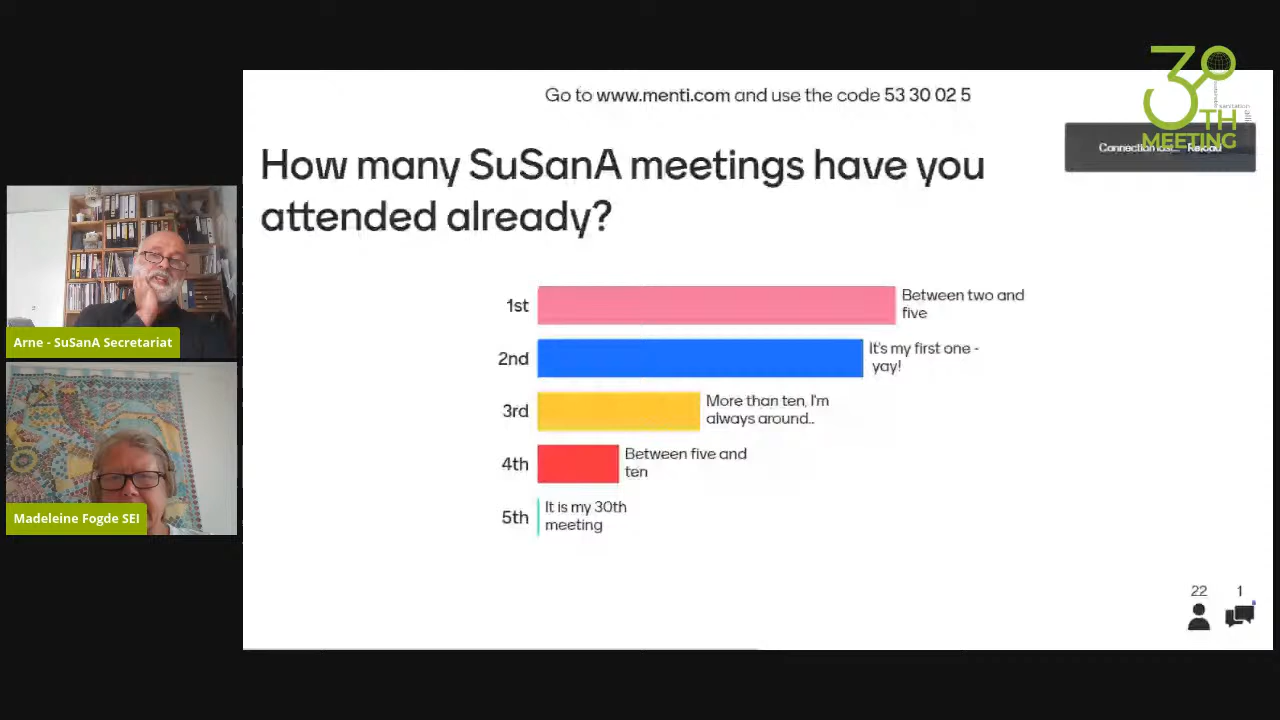 Go to www.menti.com and use the code 53 30 02 5
3
TH
MEETING
How many SuSanA meetings have you
attended already?
1st
Between two and
five
2nd
It's my first one -
yay!
3rd
More than ten, I'm
always around..
4th
Between five and
ten
5th
It is my 30th
meeting
Arne - SuSanA Secretariat
Madeleine Fogde SEI
22
1